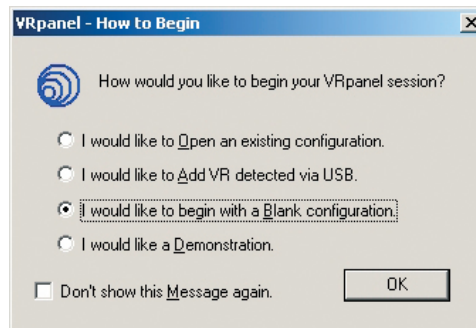 VRpanel - How to Begin
How would you like to begin your VRpanel session?
I would like to Open an existing configuration.
I would like to Add VR detected via USB.
I would like to begin with a Blank configuration.
I would like a Demonstration.
Don't show this Message again.
OK